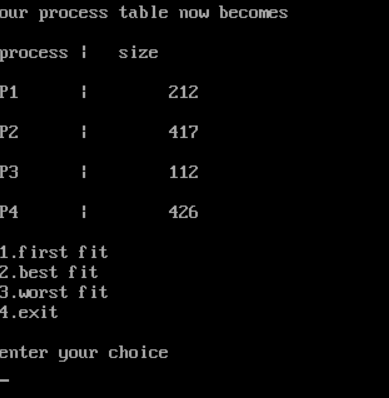 our process table now becomes
process ¦ size
P1 ¦ 212
P2 ¦ 417
P3 ¦ 112
P4 ¦ 426
1.first fit
2.best fit
3.worst fit
4.exit
enter your choice
_